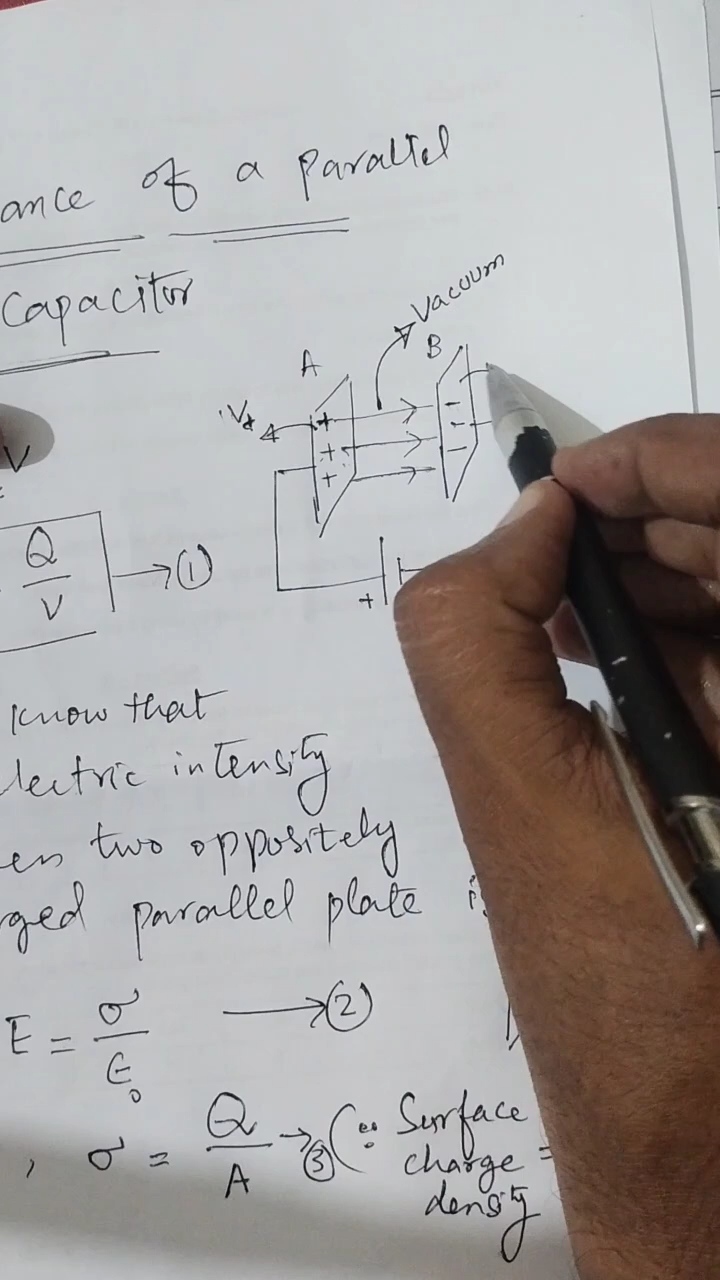 ance of a parallel
Capacitor
Vacuum
A
B
V+
+ -
+ -
+ -
V
Q
V
→ ①
+
know that
lectric intensity
en two oppositely
rged parallel plate i
E = σ/ϵ₀ → ②
, σ = Q/A → ③ (∵ Surface
charge =
density